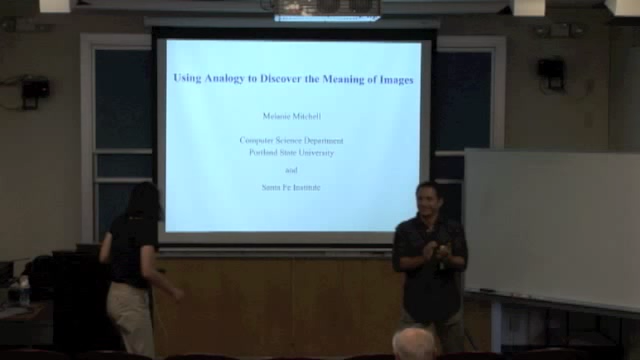 Using Analogy to Discover the Meaning of Images
Melanie Mitchell
Computer Science Department
Portland State University
and
Santa Fe Institute